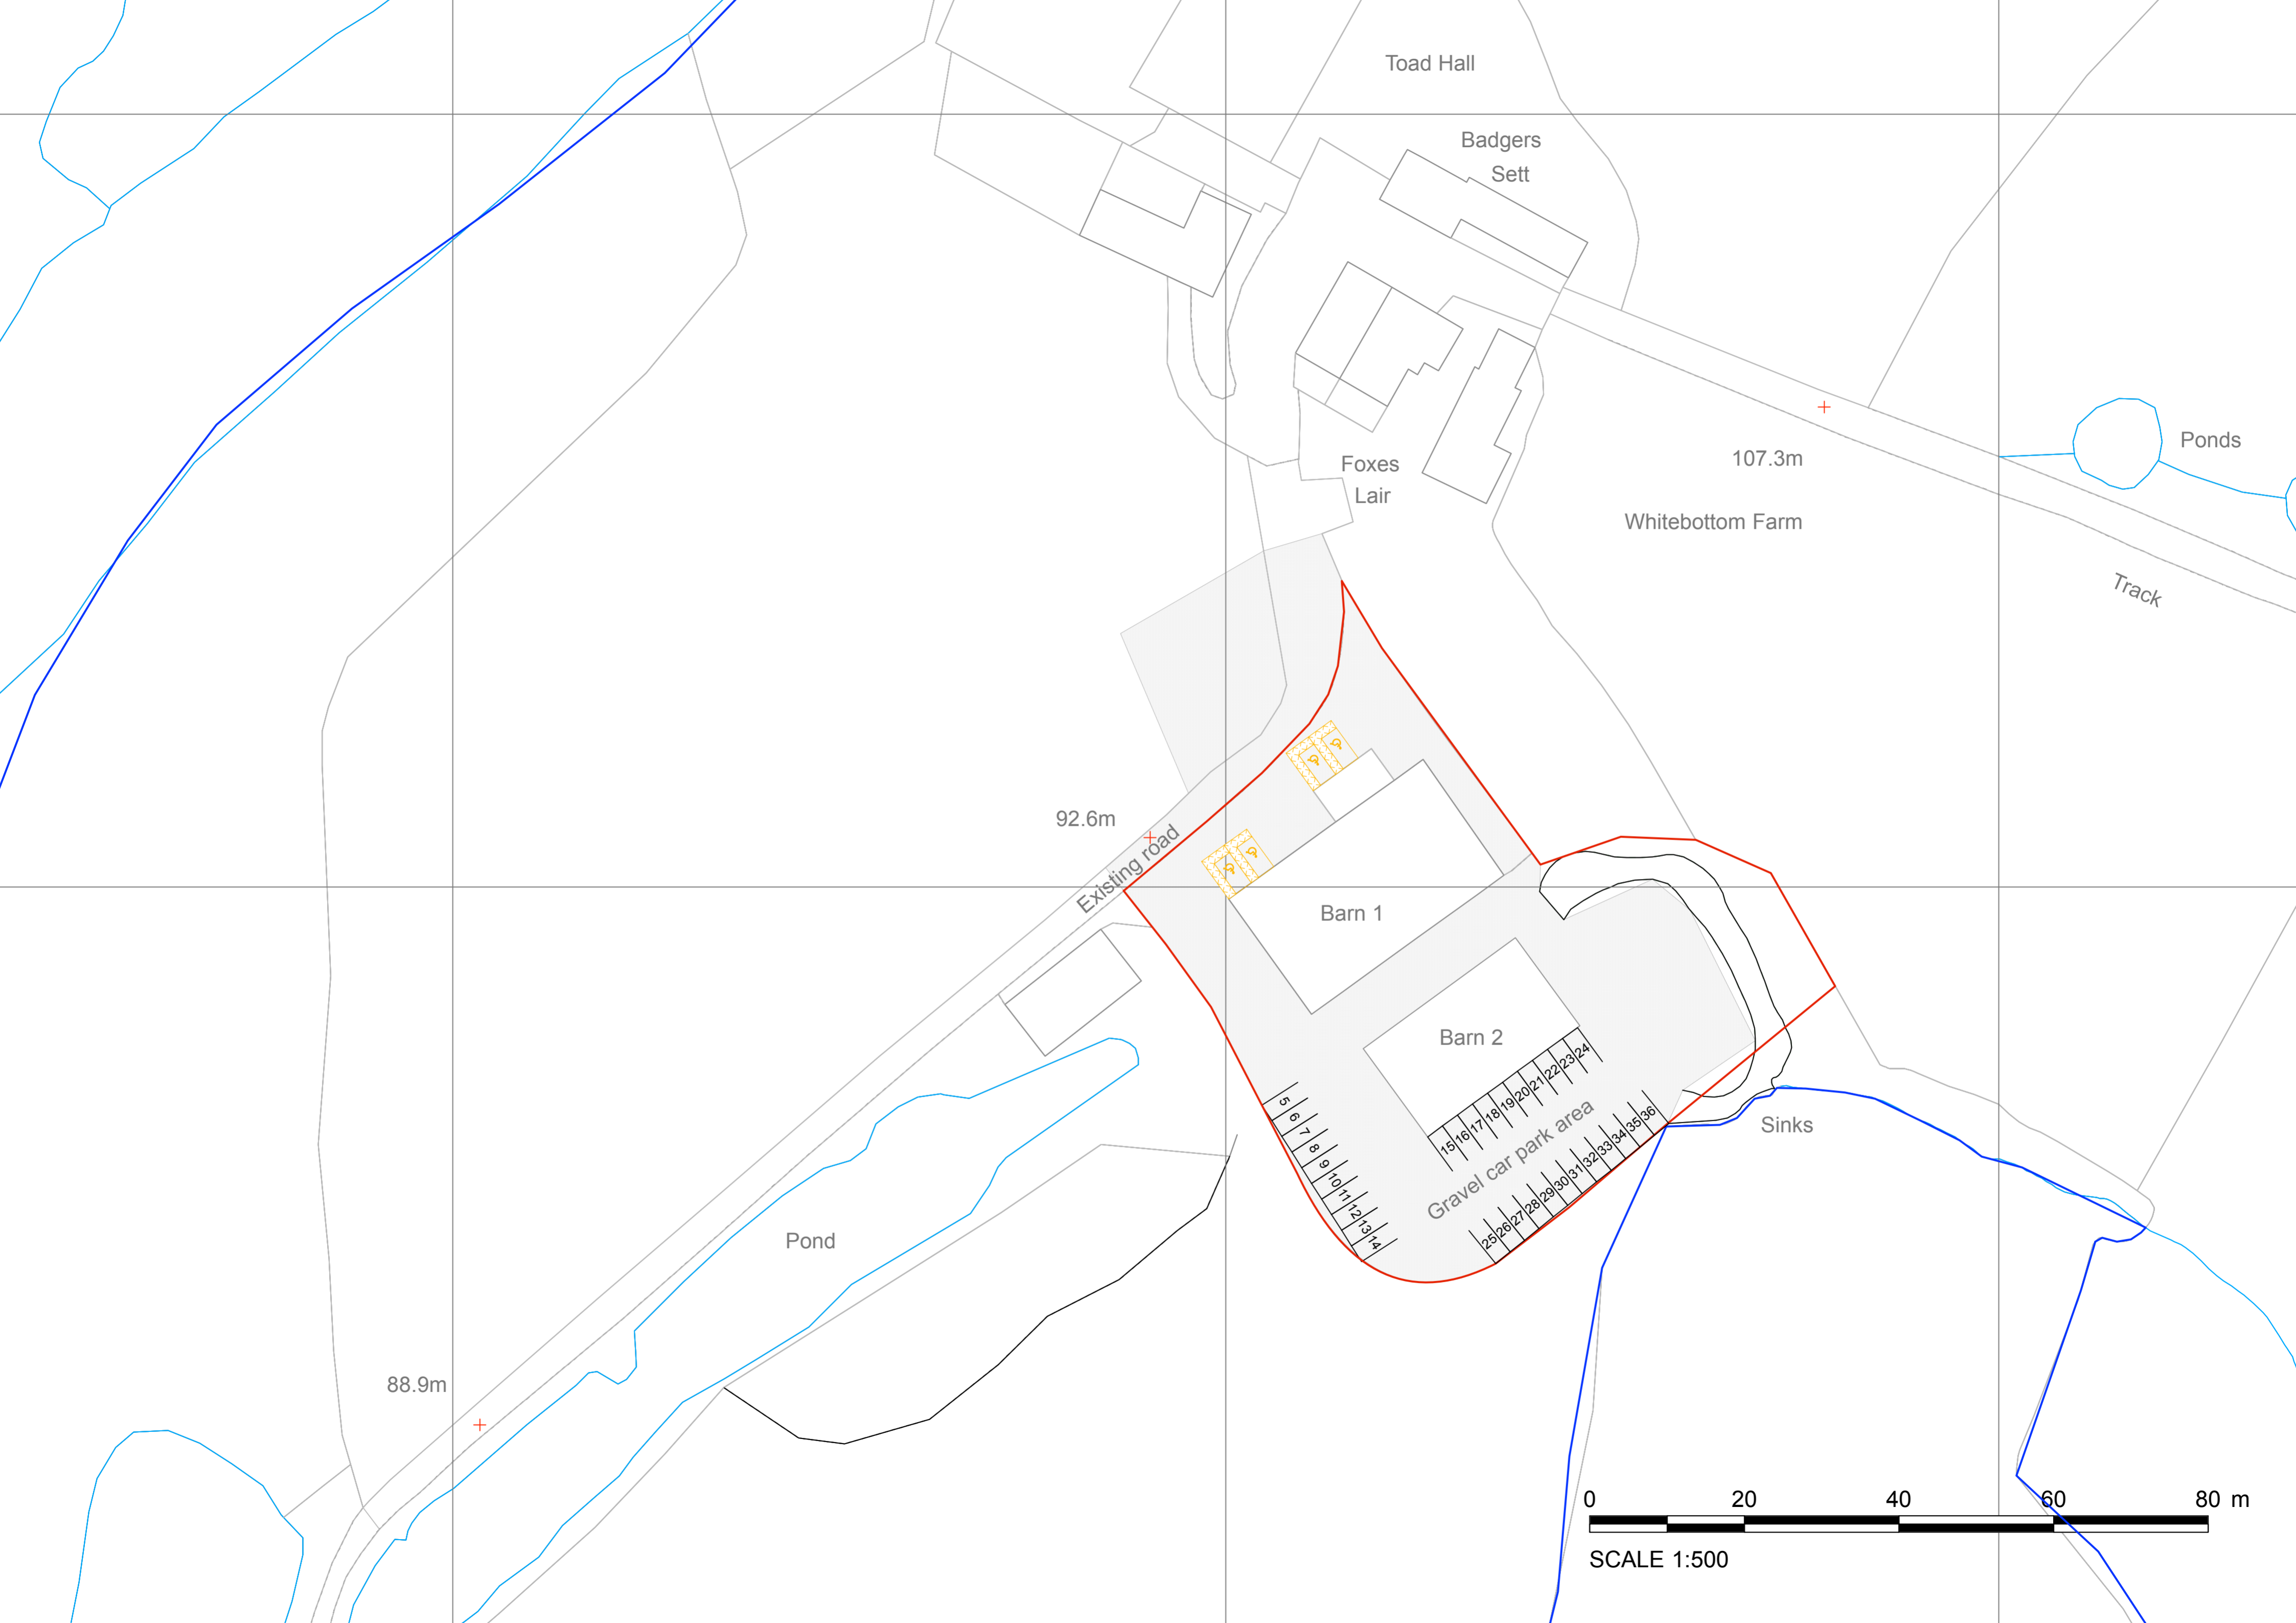 Toad Hall
Badgers
Sett
Ponds
107.3m
Foxes
Lair
Whitebottom Farm
Track
92.6m
Existing road
Barn 1
Barn 2
5
6
7
8
9
10
11
12
13
14
15
16
17
18
19
20
21
22
23
24
Gravel car park area
25
26
27
28
29
30
31
32
33
34
35
36
Sinks
Pond
88.9m
0 20 40 60 80 m
SCALE 1:500